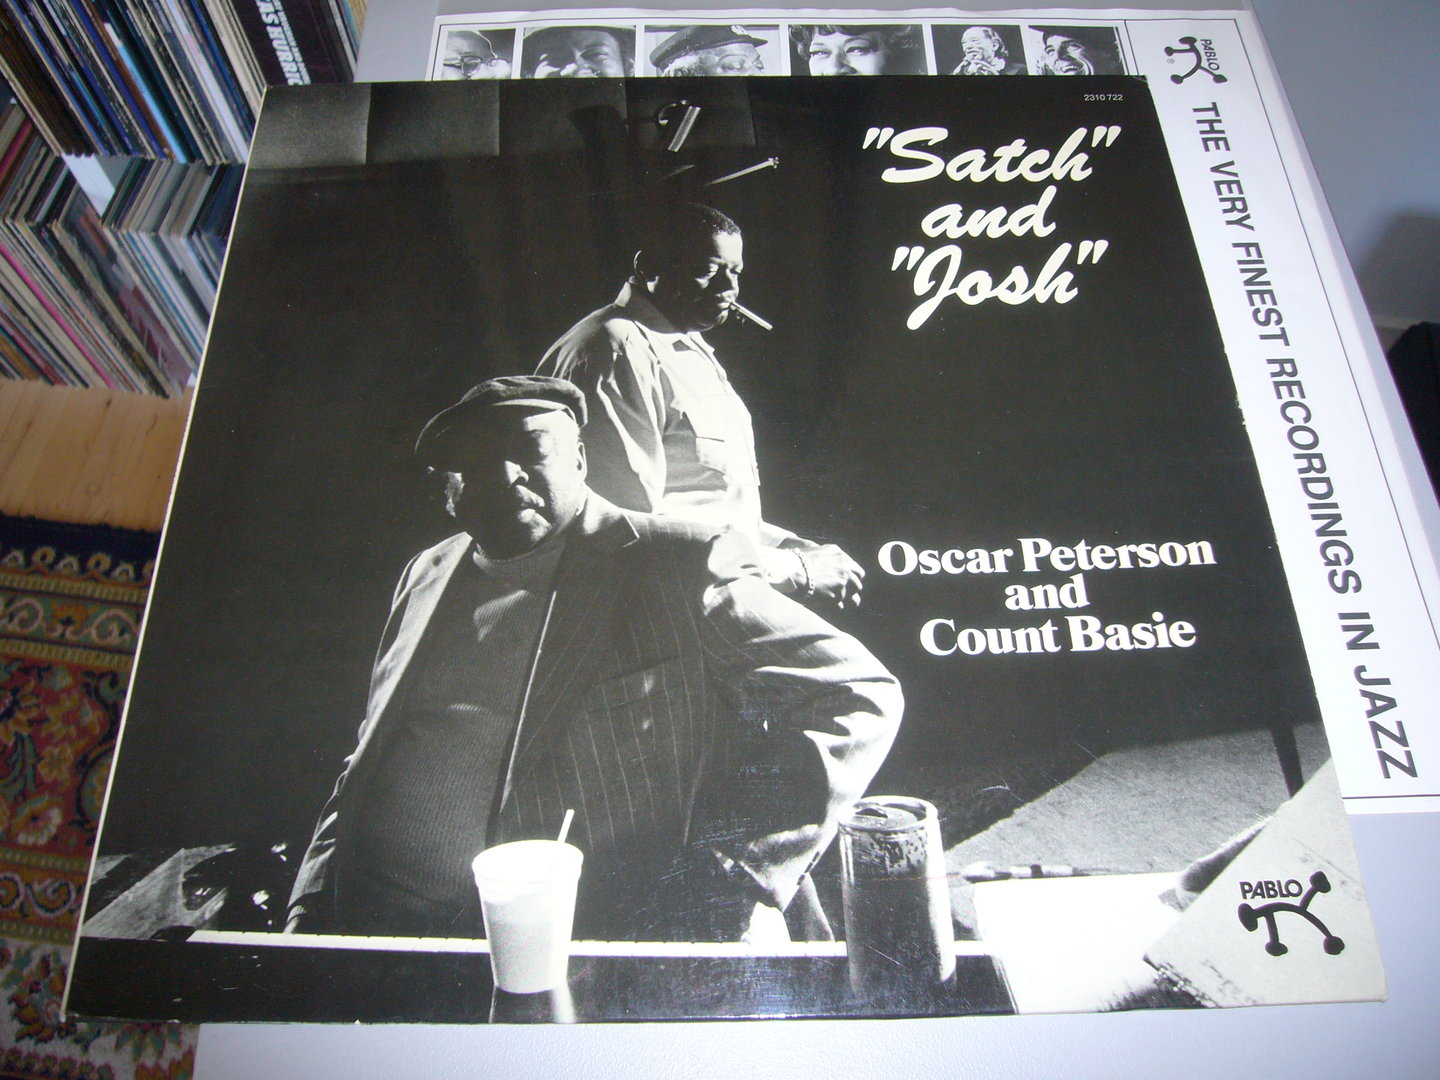 2310 722
"Satch"
and
"Josh"
Oscar Peterson
and
Count Basie
PABLO
PABLO
®
THE VERY FINEST RECORDINGS IN JAZZ